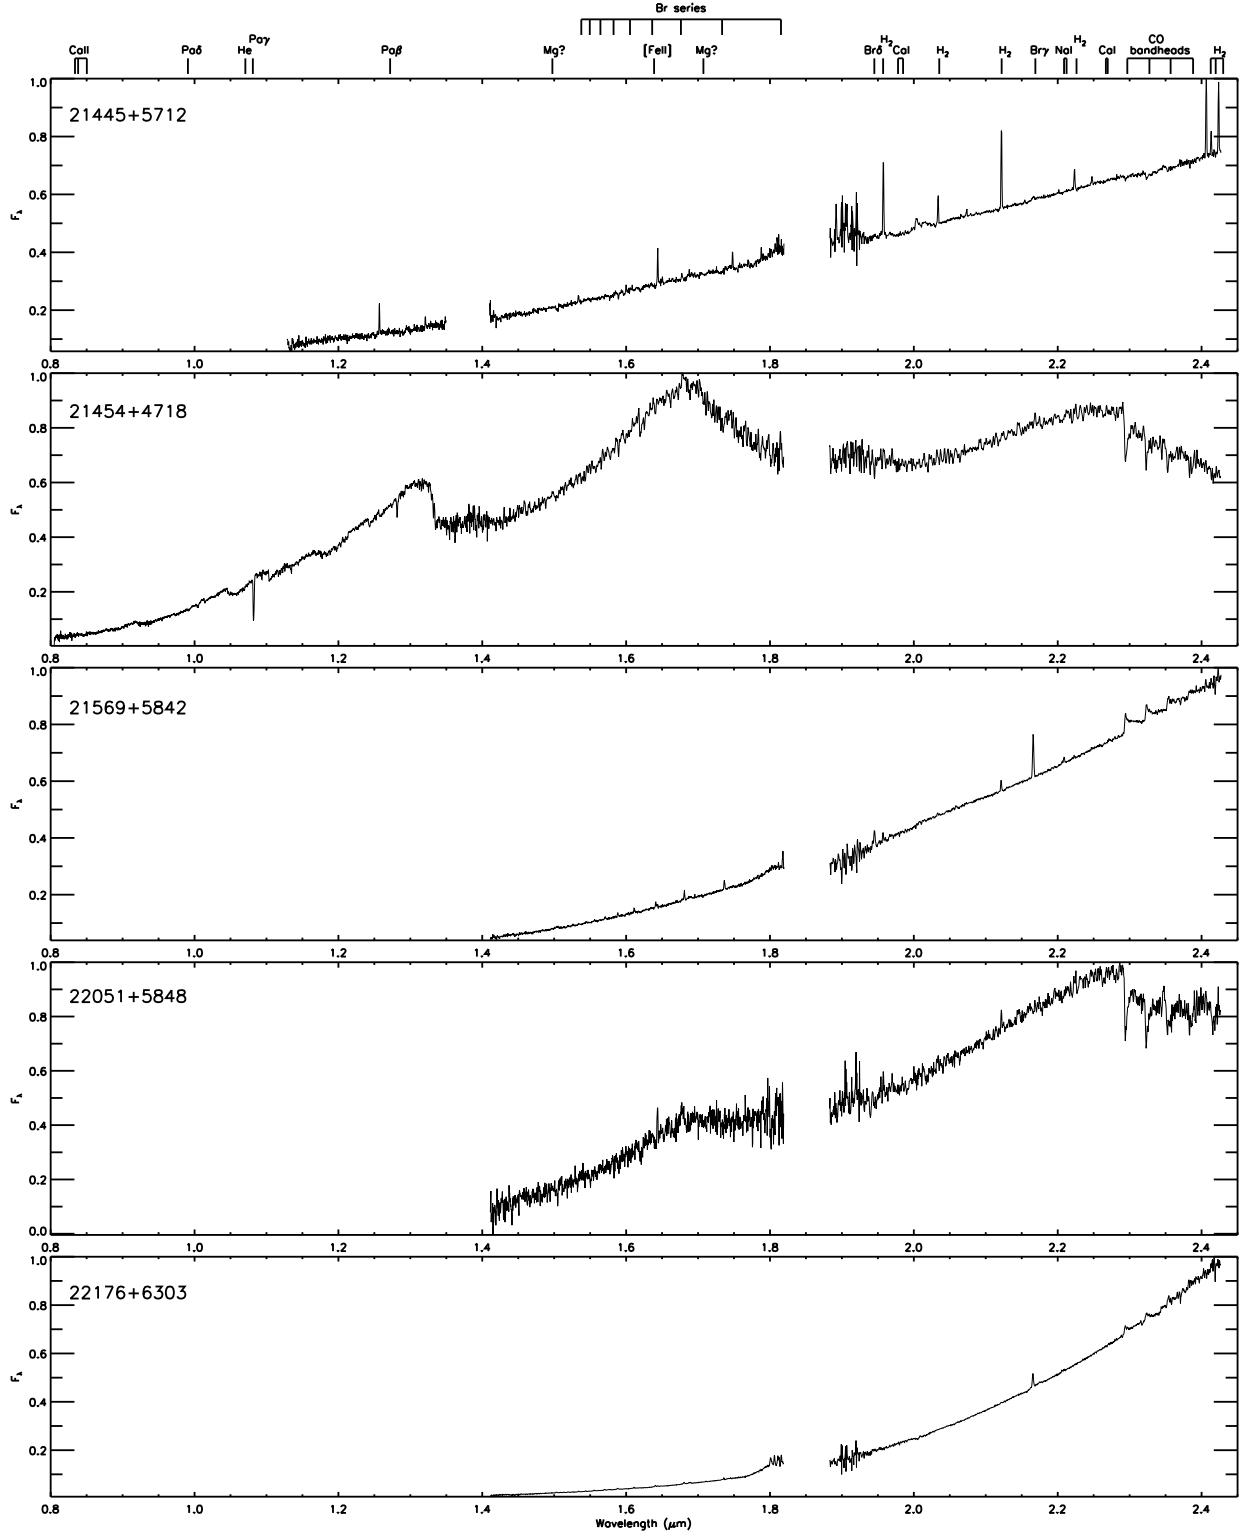 Br series
Paγ H₂ H₂ CO
CaII Paδ He Paβ Mg? [FeII] Mg? Brδ CaI H₂ H₂ Brγ NaI CaI bandheads H₂
1.0
21445+5712
0.8
0.6
Fλ
0.4
0.2
0.8 1.0 1.2 1.4 1.6 1.8 2.0 2.2 2.4
1.0
21454+4718
0.8
0.6
Fλ
0.4
0.2
0.8 1.0 1.2 1.4 1.6 1.8 2.0 2.2 2.4
1.0
21569+5842
0.8
0.6
Fλ
0.4
0.2
0.8 1.0 1.2 1.4 1.6 1.8 2.0 2.2 2.4
1.0
22051+5848
0.8
0.6
Fλ
0.4
0.2
0.0
0.8 1.0 1.2 1.4 1.6 1.8 2.0 2.2 2.4
1.0
22176+6303
0.8
0.6
Fλ
0.4
0.2
0.8 1.0 1.2 1.4 1.6 1.8 2.0 2.2 2.4
Wavelength (μm)